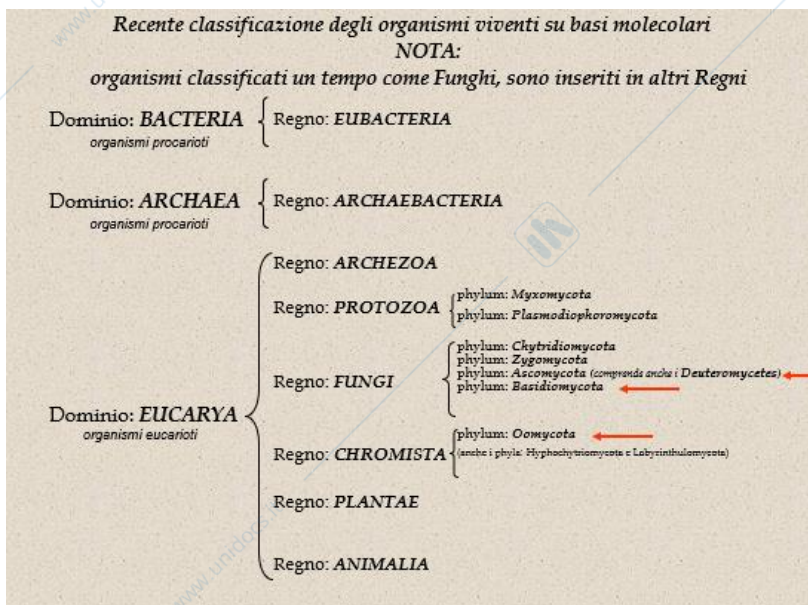 Recente classificazione degli organismi viventi su basi molecolari
NOTA:
organismi classificati un tempo come Funghi, sono inseriti in altri Regni
Dominio: BACTERIA
organismi procarioti
Regno: EUBACTERIA
Dominio: ARCHAEA
organismi procarioti
Regno: ARCHAEBACTERIA
Dominio: EUCARYA
organismi eucarioti
Regno: ARCHEZOA
Regno: PROTOZOA
phylum: Myxomycota
phylum: Plasmodiophoromycota
Regno: FUNGI
phylum: Chytridiomycota
phylum: Zygomycota
phylum: Ascomycota (comprende anche i Deuteromycetes)
phylum: Basidiomycota
Regno: CHROMISTA
phylum: Oomycota
(anche i phyla: Hyphochytriomycota e Labyrinthulomycota)
Regno: PLANTAE
Regno: ANIMALIA